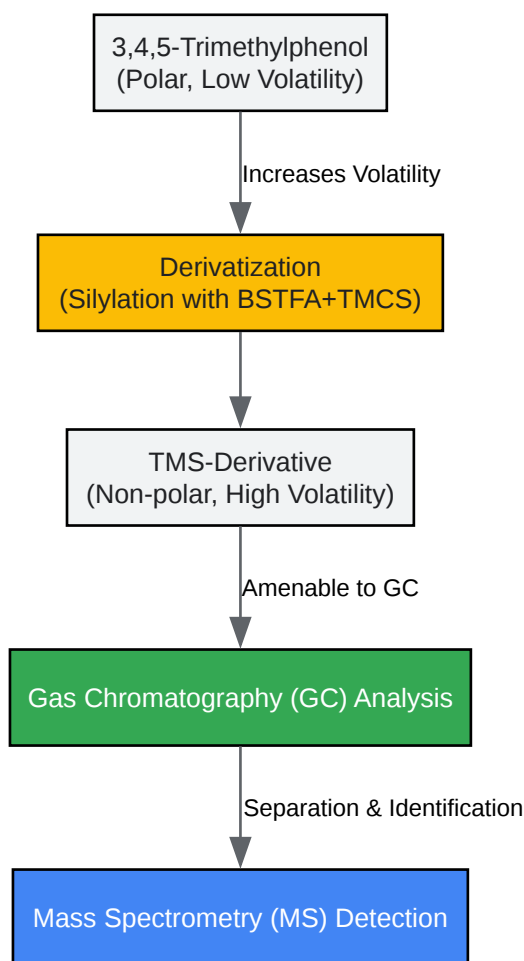 3,4,5-Trimethylphenol
(Polar, Low Volatility)
Increases Volatility
Derivatization
(Silylation with BSTFA+TMCS)
TMS-Derivative
(Non-polar, High Volatility)
Amenable to GC
Gas Chromatography (GC) Analysis
Separation & Identification
Mass Spectrometry (MS) Detection